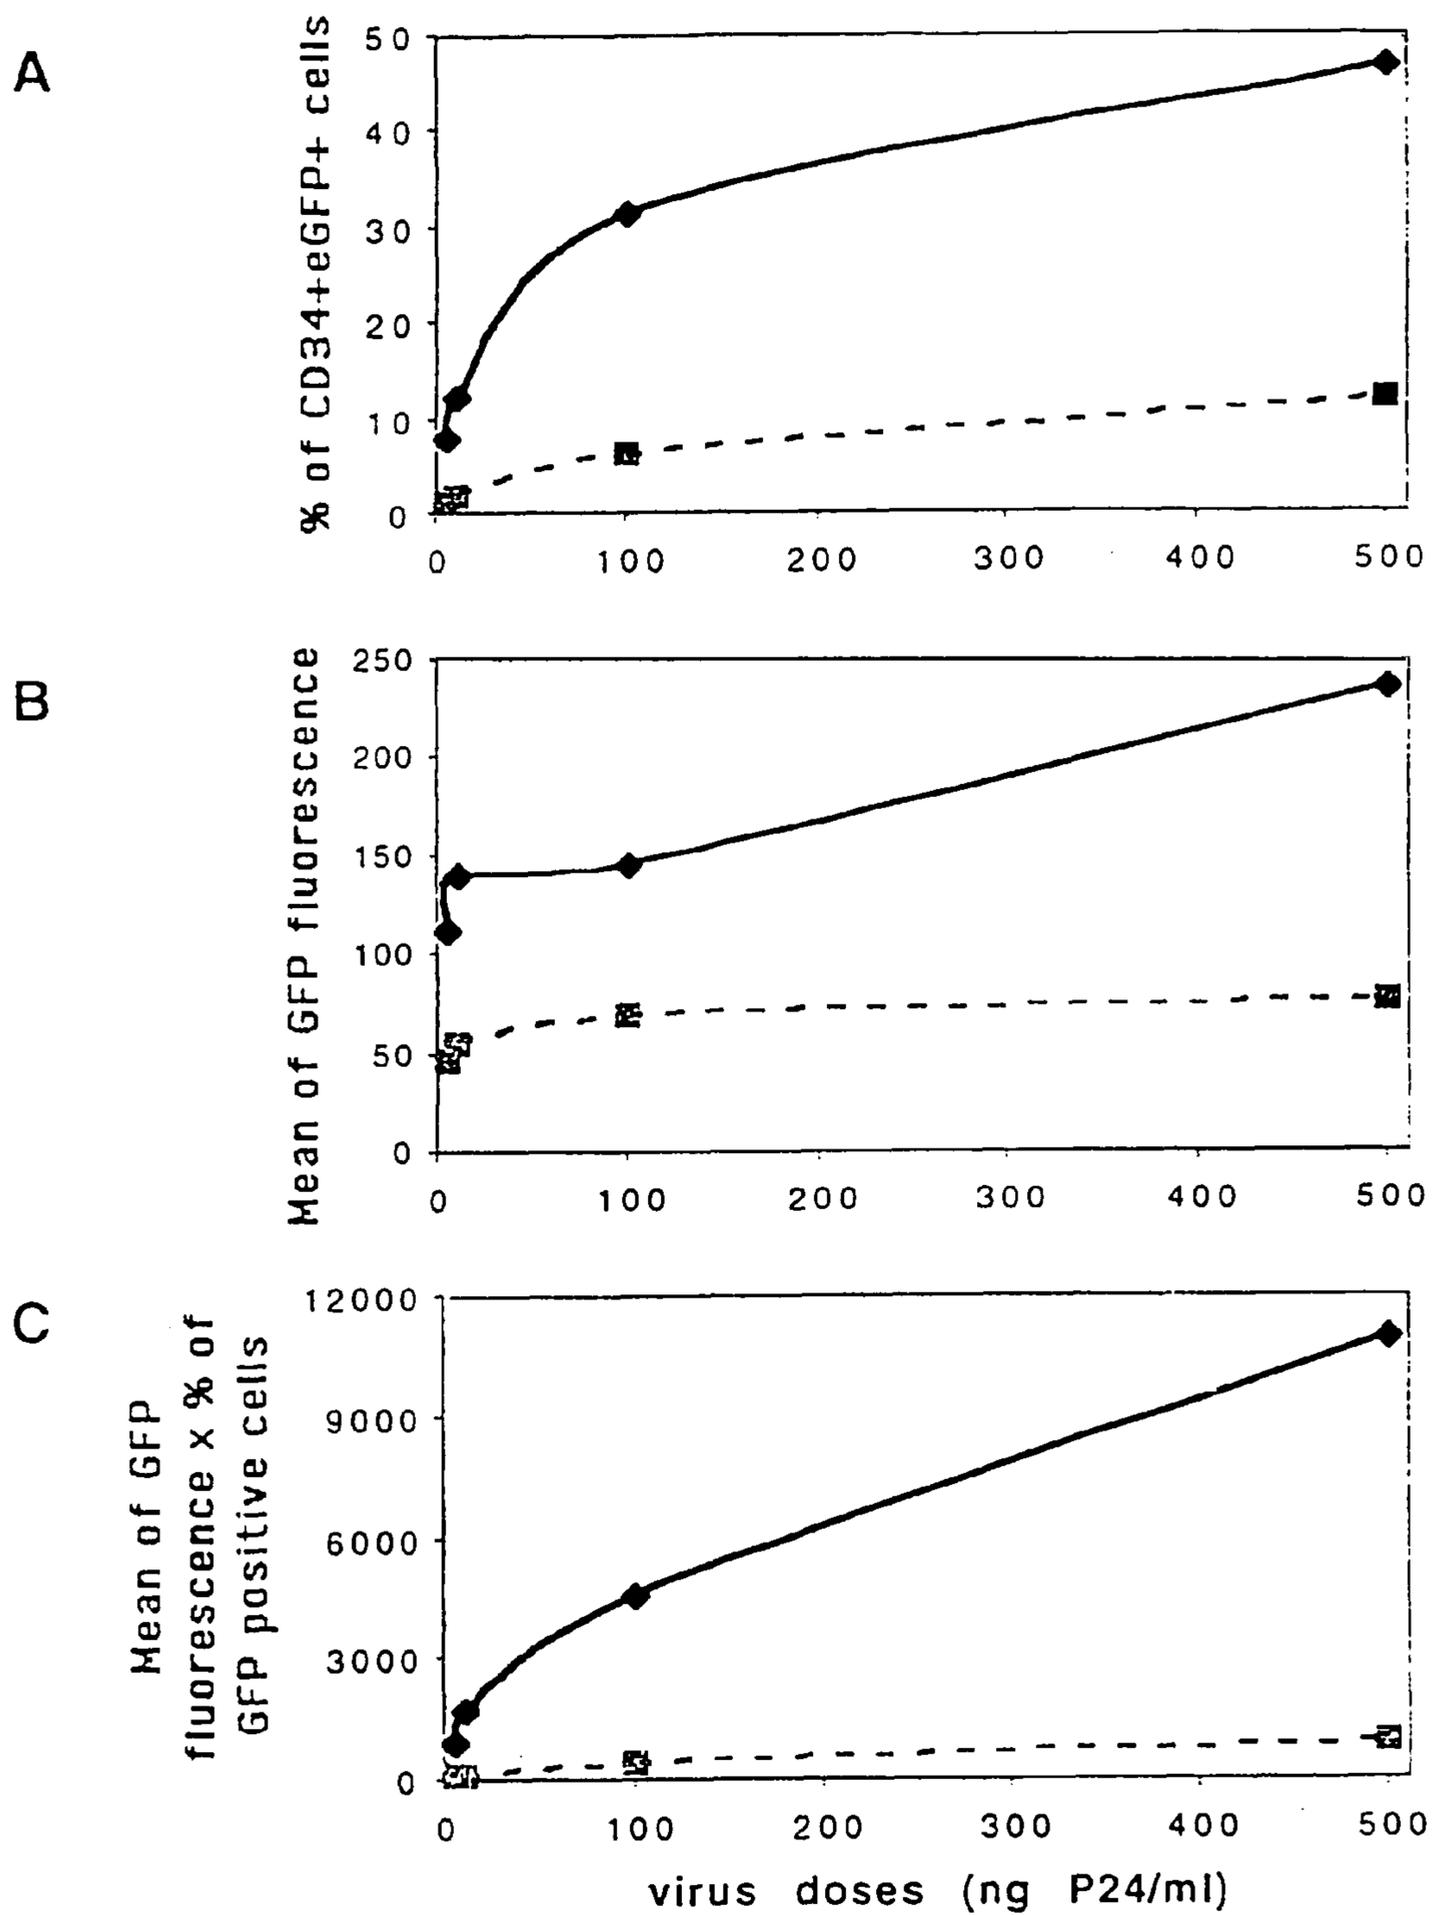 A
% of CD34+eGFP+ cells
50
40
30
20
10
0
0 100 200 300 400 500
B
Mean of GFP fluorescence
250
200
150
100
50
0
0 100 200 300 400 500
C
Mean of GFP
fluorescence x % of
GFP positive cells
12000
9000
6000
3000
0
0 100 200 300 400 500
virus doses (ng P24/ml)